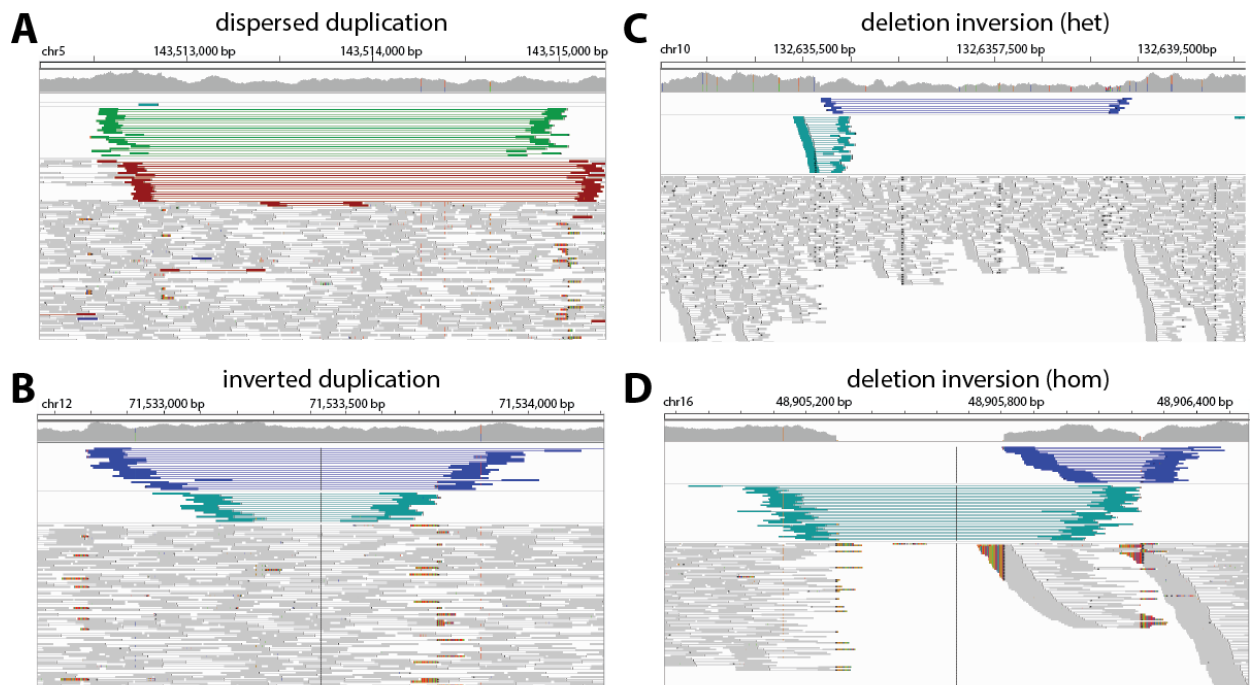 A dispersed duplication
chr5 143,513,000 bp 143,514,000 bp 143,515,000 bp
B inverted duplication
chr12 71,533,000 bp 71,533,500 bp 71,534,000 bp
C deletion inversion (het)
chr10 132,635,500 bp 132,6357,500 bp 132,639,500bp
D deletion inversion (hom)
chr16 48,905,200 bp 48,905,800 bp 48,906,400 bp